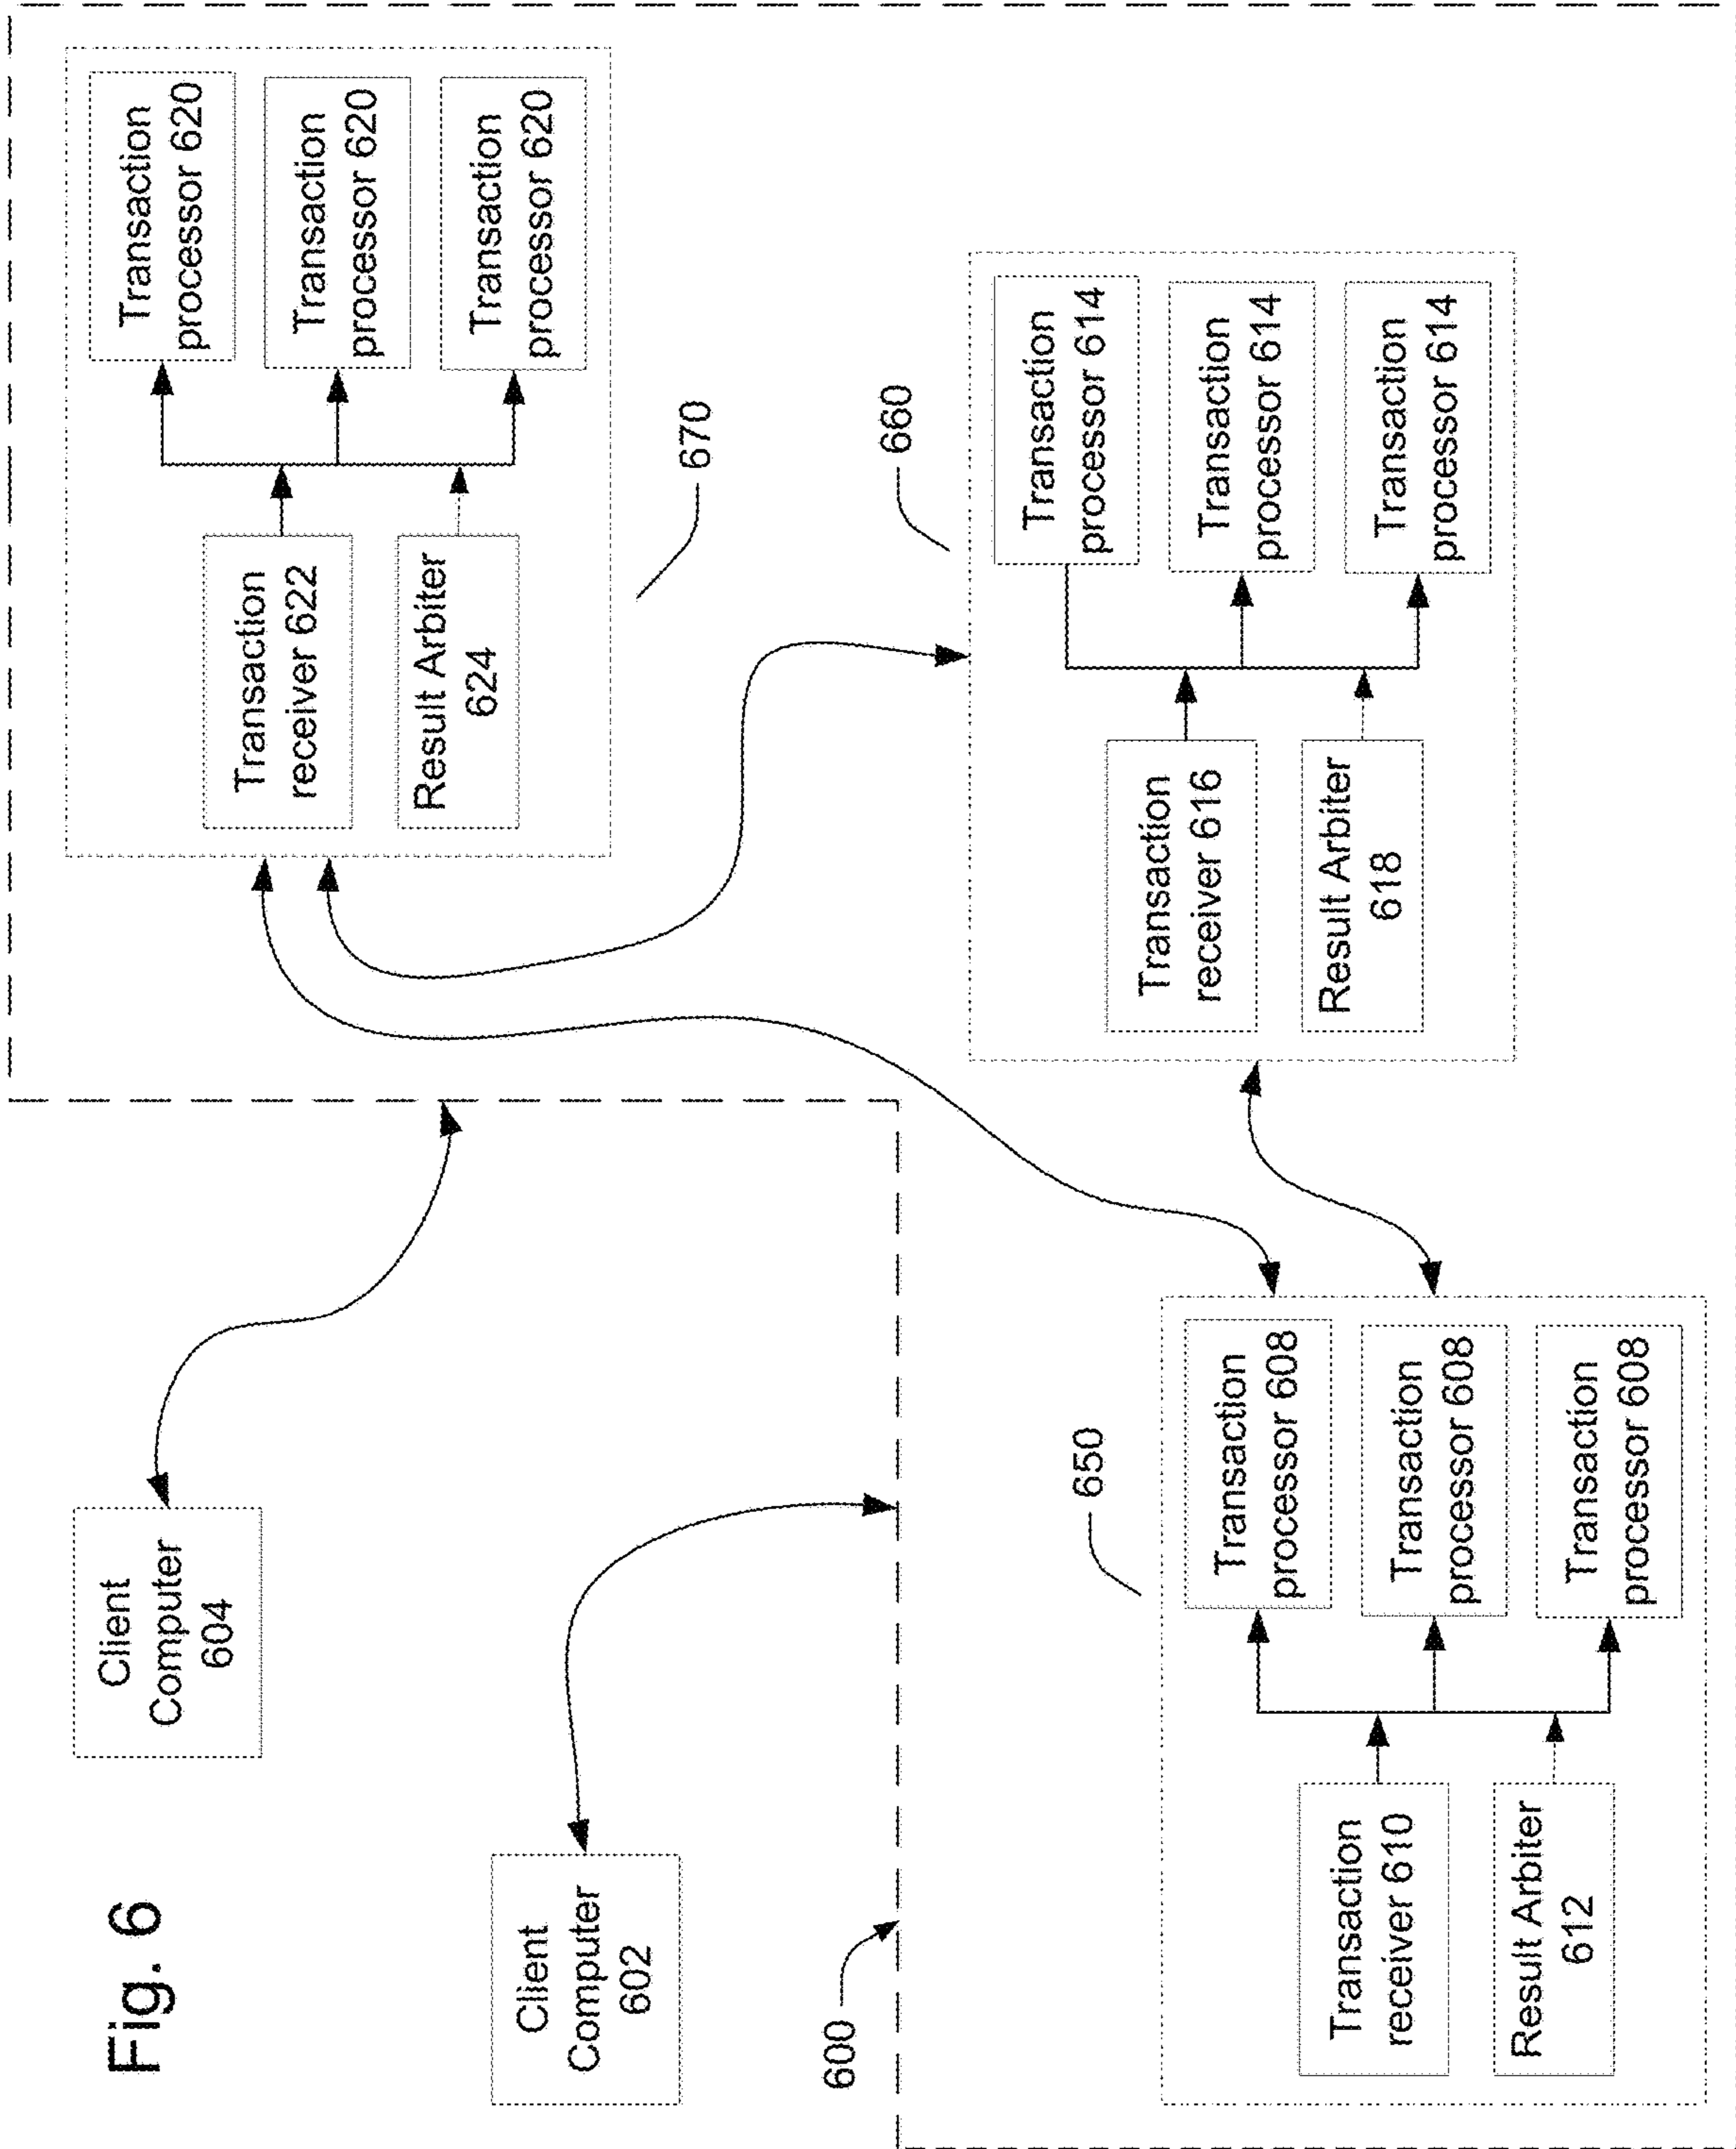 Fig. 6
Client
Computer
604
Client
Computer
602
600
Transaction
receiver 622
Result Arbiter
624
Transaction
processor 620
Transaction
processor 620
Transaction
processor 620
670
660
Transaction
receiver 616
Result Arbiter
618
Transaction
processor 614
Transaction
processor 614
Transaction
processor 614
650
Transaction
receiver 610
Result Arbiter
612
Transaction
processor 608
Transaction
processor 608
Transaction
processor 608